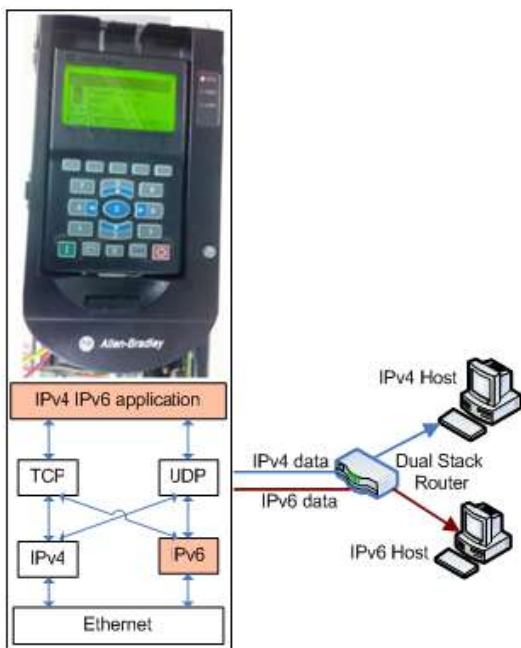 Allen-Bradley
IPv4 IPv6 application
TCP
UDP
IPv4
IPv6
Ethernet
IPv4 data
IPv6 data
IPv4 Host
Dual Stack
Router
IPv6 Host